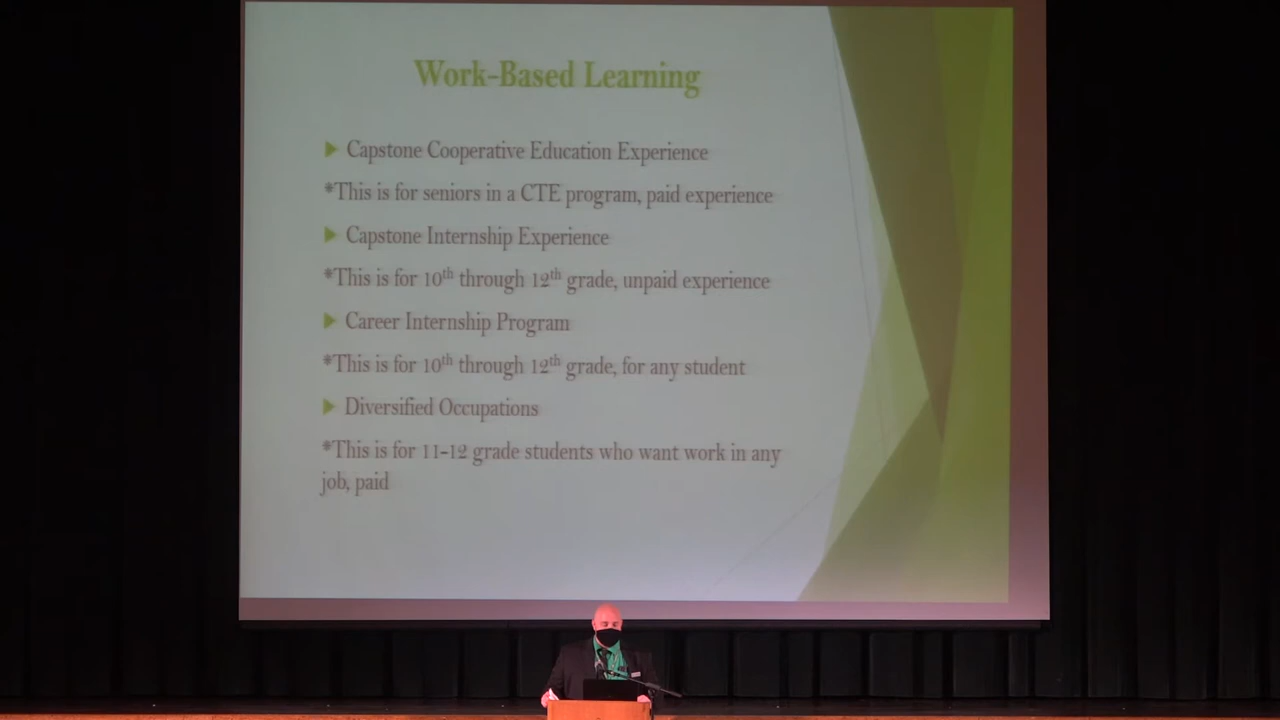 Work-Based Learning
Capstone Cooperative Education Experience
*This is for seniors in a CTE program, paid experience
Capstone Internship Experience
*This is for 10th through 12th grade, unpaid experience
Career Internship Program
*This is for 10th through 12th grade, for any student
Diversified Occupations
*This is for 11-12 grade students who want work in any
job, paid